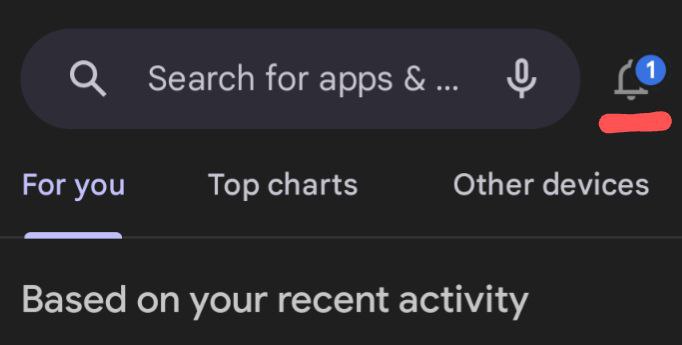 Search for apps & ...
1
For you Top charts Other devices
Based on your recent activity